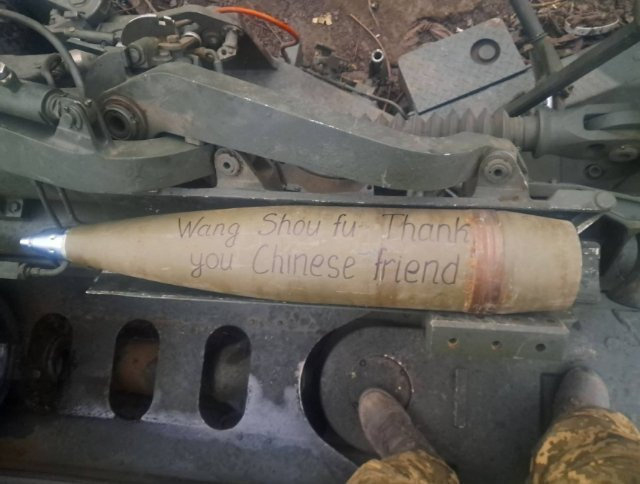 Wang Shou fu Thank
you Chinese friend